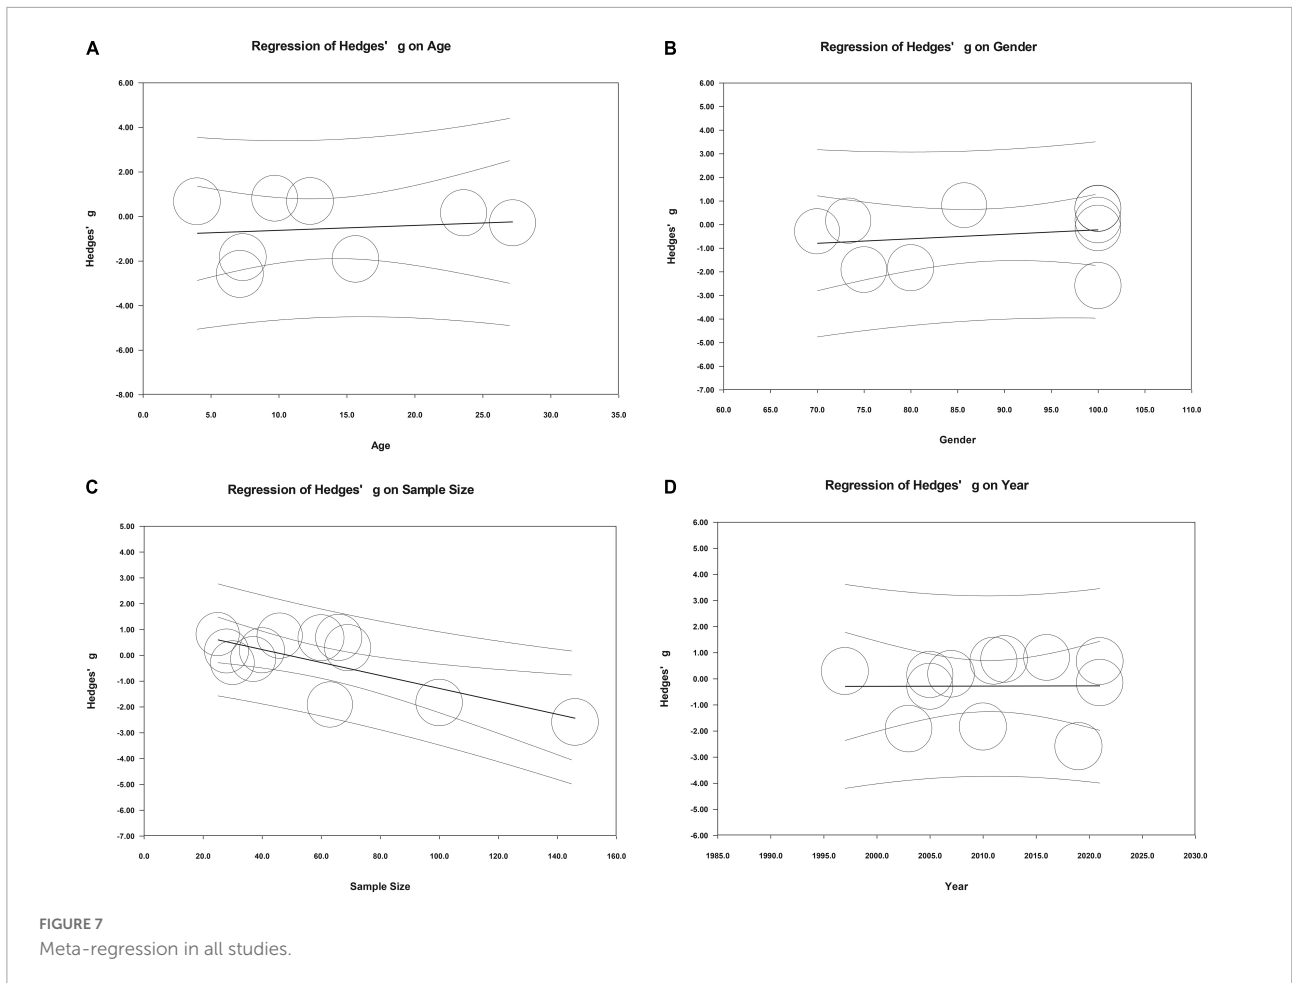 A
Regression of Hedges' g on Age
6.00
4.00
2.00
0.00
-2.00
-4.00
-6.00
-8.00
Hedges' g
0.0 5.0 10.0 15.0 20.0 25.0 30.0 35.0
Age
B
Regression of Hedges' g on Gender
6.00
5.00
4.00
3.00
2.00
1.00
0.00
-1.00
-2.00
-3.00
-4.00
-5.00
-6.00
-7.00
Hedges' g
60.0 65.0 70.0 75.0 80.0 85.0 90.0 95.0 100.0 105.0 110.0
Gender
C
Regression of Hedges' g on Sample Size
5.00
4.00
3.00
2.00
1.00
0.00
-1.00
-2.00
-3.00
-4.00
-5.00
-6.00
-7.00
Hedges' g
0.0 20.0 40.0 60.0 80.0 100.0 120.0 140.0 160.0
Sample Size
D
Regression of Hedges' g on Year
6.00
5.00
4.00
3.00
2.00
1.00
0.00
-1.00
-2.00
-3.00
-4.00
-5.00
-6.00
Hedges' g
1985.0 1990.0 1995.0 2000.0 2005.0 2010.0 2015.0 2020.0 2025.0 2030.0
Year
FIGURE 7
Meta-regression in all studies.